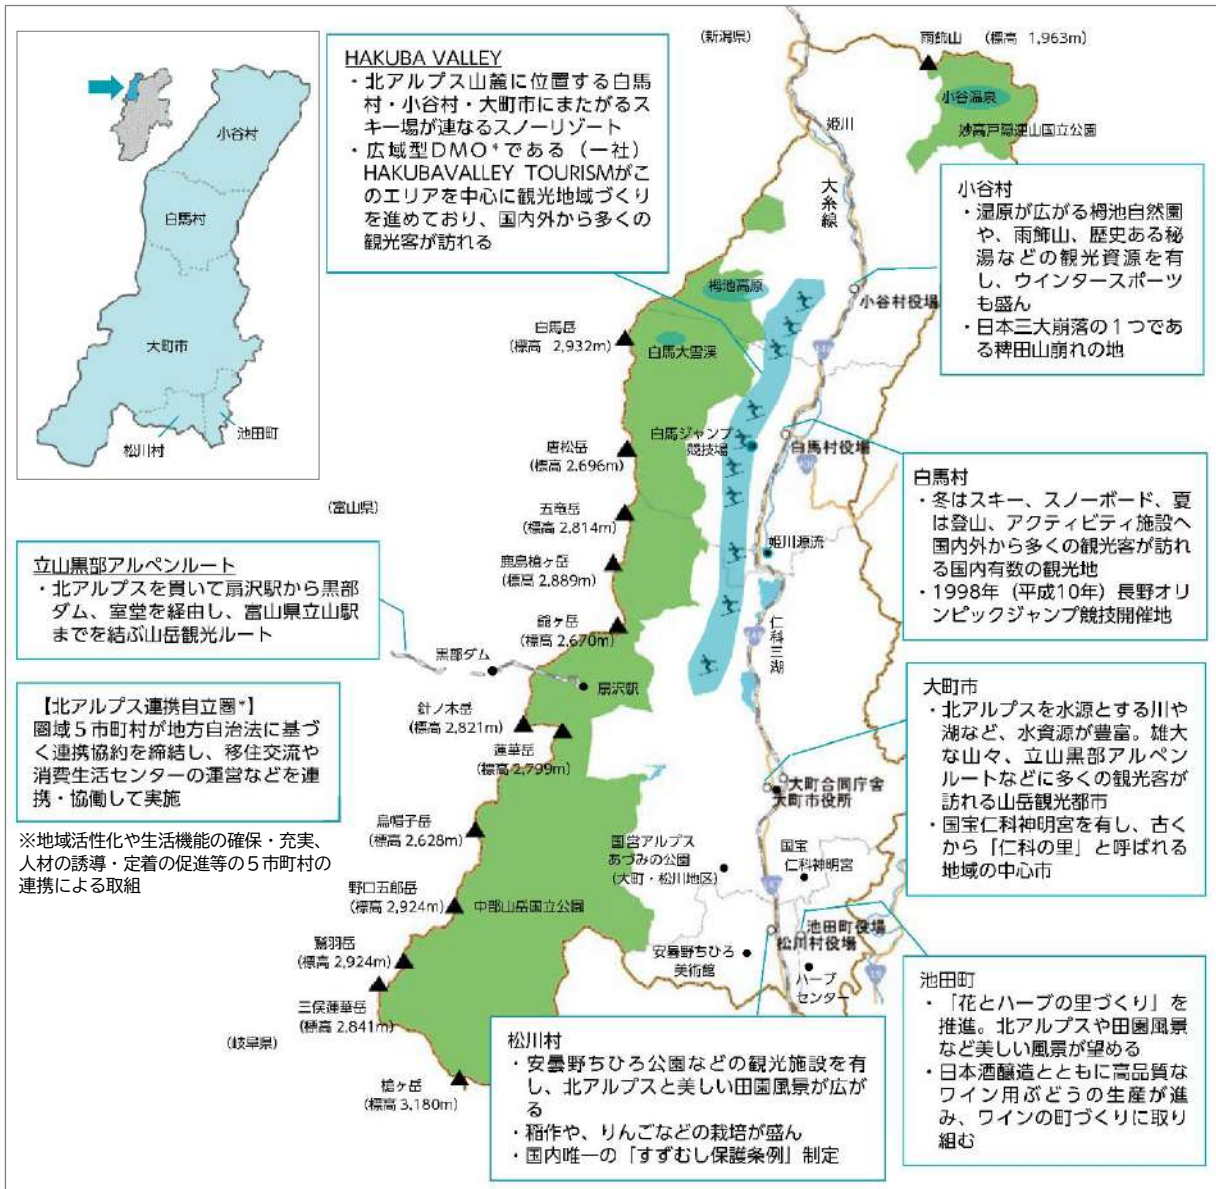 小谷村
白馬村
大町市
松川村
池田町
HAKUBA VALLEY
・北アルプス山麓に位置する白馬
村・小谷村・大町市にまたがるス
キー場が連なるスノーリゾート
・広域型DMO*である（一社）
HAKUBAVALLEY TOURISMがこ
のエリアを中心に観光地域づくり
を進めており、国内外から多くの
観光客が訪れる
（新潟県）
雨飾山 （標高 1,963m）
小谷温泉
妙高戸隠連山国立公園
姫川
大糸線
小谷村
・湿原が広がる栂池自然園
や、雨飾山、歴史ある秘
湯などの観光資源を有
し、ウインタースポーツ
も盛ん
・日本三大崩落の１つであ
る稗田山崩れの地
栂池高原
小谷村役場
白馬岳
（標高 2,932m）
白馬大雪渓
148
白馬ジャンプ
競技場
白馬村役場
406
唐松岳
（標高 2,696m）
五竜岳
（標高 2,814m）
鹿島槍ヶ岳
（標高 2,889m）
爺ヶ岳
（標高 2,670m）
姫川源流
仁科三湖
白馬村
・冬はスキー、スノーボード、夏
は登山、アクティビティ施設へ
国内外から多くの観光客が訪れ
る国内有数の観光地
・1998年（平成10年）長野オリ
ンピックジャンプ競技開催地
（富山県）
立山黒部アルペンルート
・北アルプスを貫いて扇沢駅から黒部
ダム、室堂を経由し、富山県立山駅
までを結ぶ山岳観光ルート
黒部ダム
扇沢駅
【北アルプス連携自立圏*】
圏域５市町村が地方自治法に基づ
く連携協約を締結し、移住交流や
消費生活センターの運営などを連
携・協働して実施
※地域活性化や生活機能の確保・充実、
人材の誘導・定着の促進等の５市町村の
連携による取組
針ノ木岳
（標高 2,821m）
蓮華岳
（標高 2,799m）
烏帽子岳
（標高 2,628m）
野口五郎岳
（標高 2,924m）
中部山岳国立公園
鷲羽岳
（標高 2,924m）
三俣蓮華岳
（標高 2,841m）
（岐阜県）
槍ヶ岳
（標高 3,180m）
大町市
・北アルプスを水源とする川や
湖など、水資源が豊富。雄大
な山々、立山黒部アルペン
ルートなどに多くの観光客が
訪れる山岳観光都市
・国宝仁科神明宮を有し、古く
から「仁科の里」と呼ばれる
地域の中心市
大町合同庁舎
大町市役所
国営アルプス
あづみの公園
（大町・松川地区）
国宝
仁科神明宮
池田町役場
松川村役場
安曇野ちひろ
美術館
ハーブ
センター
19
松川村
・安曇野ちひろ公園などの観光施設を有
し、北アルプスと美しい田園風景が広が
る
・稲作や、りんごなどの栽培が盛ん
・国内唯一の「すずむし保護条例」制定
池田町
・「花とハーブの里づくり」を
推進。北アルプスや田園風景
など美しい風景が望める
・日本酒醸造とともに高品質な
ワイン用ぶどうの生産が進
み、ワインの町づくりに取り
組む